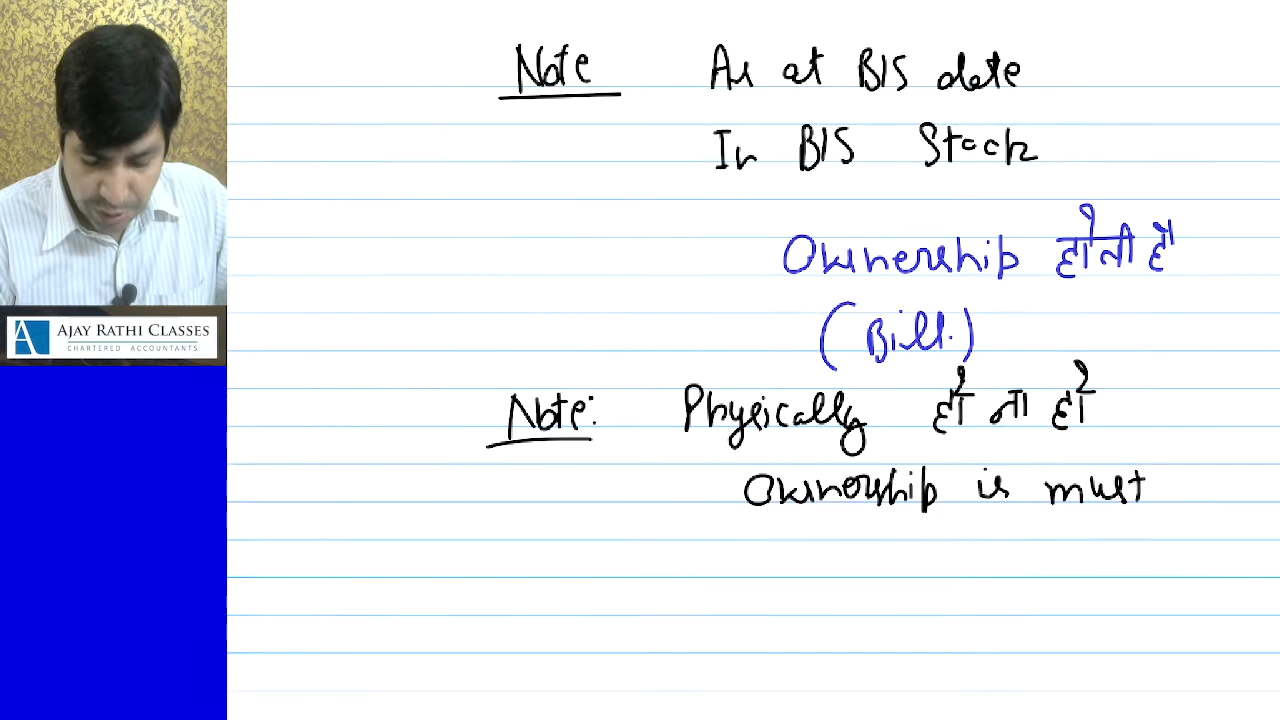 Note As at B/S date
In B/S Stock
Ownership होती है
(Bill.)
Note: Physically हो ना हो
Ownership is must
AJAY RATHI CLASSES
CHARTERED ACCOUNTANTS